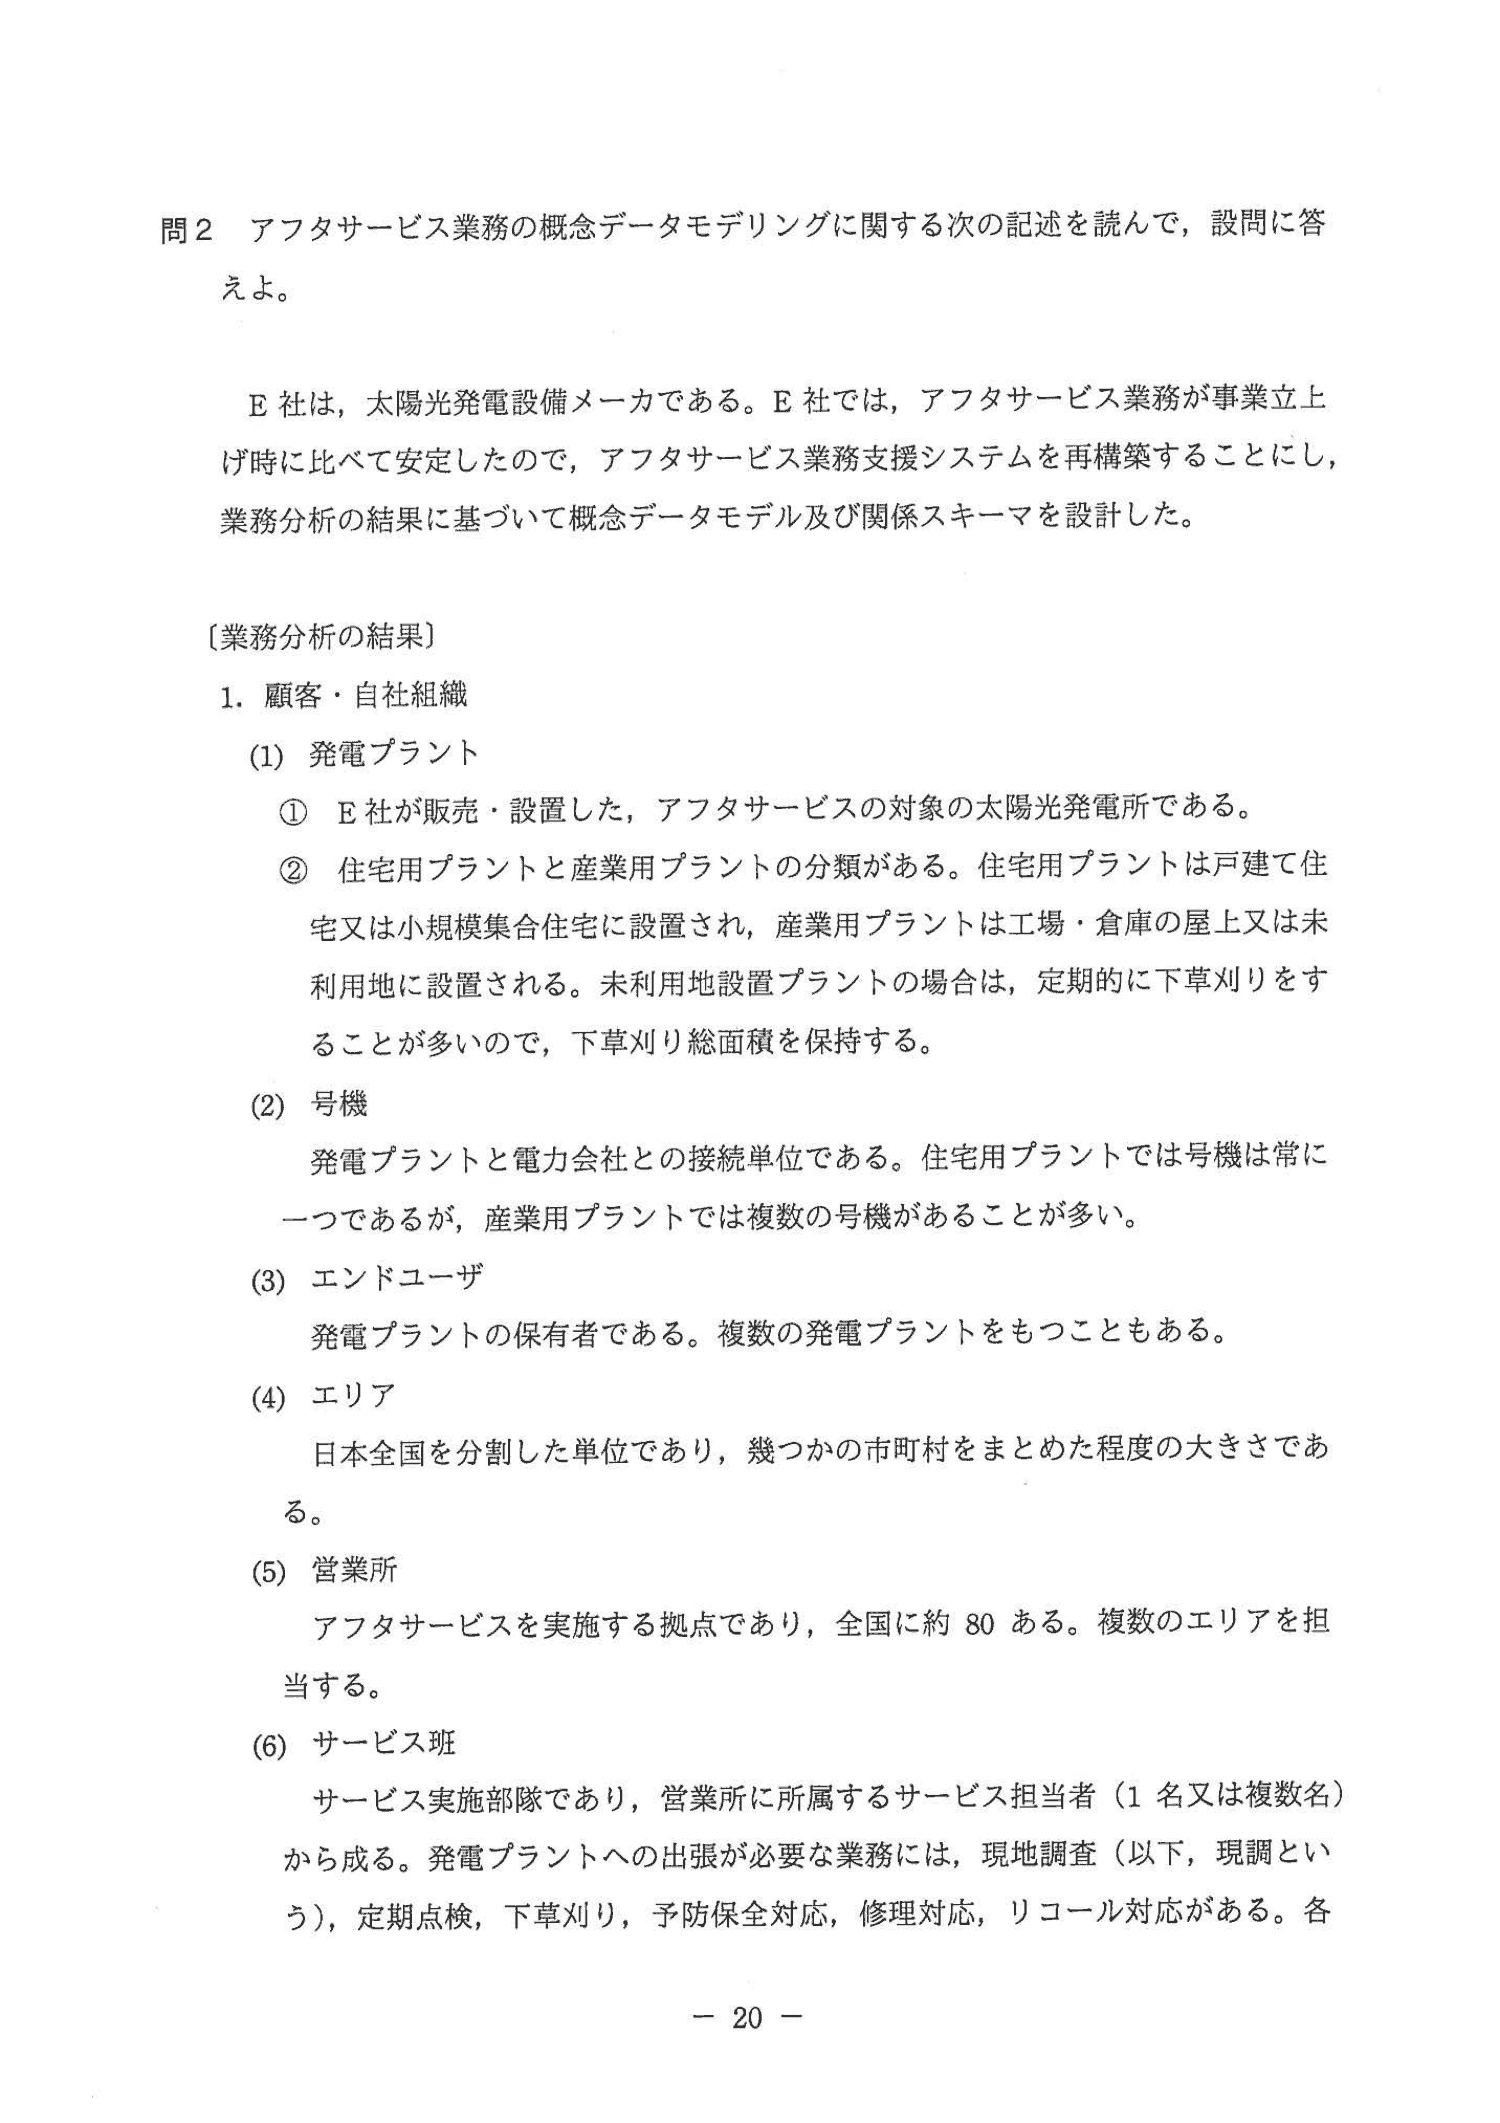 問2 アフタサービス業務の概念データモデリングに関する次の記述を読んで，設問に答
えよ。
E 社は，太陽光発電設備メーカである。E 社では，アフタサービス業務が事業立上
げ時に比べて安定したので，アフタサービス業務支援システムを再構築することにし，
業務分析の結果に基づいて概念データモデル及び関係スキーマを設計した。
〔業務分析の結果〕
1. 顧客・自社組織
(1) 発電プラント
① E 社が販売・設置した，アフタサービスの対象の太陽光発電所である。
② 住宅用プラントと産業用プラントの分類がある。住宅用プラントは戸建て住
宅又は小規模集合住宅に設置され，産業用プラントは工場・倉庫の屋上又は未
利用地に設置される。未利用地設置プラントの場合は，定期的に下草刈りをす
ることが多いので，下草刈り総面積を保持する。
(2) 号機
発電プラントと電力会社との接続単位である。住宅用プラントでは号機は常に
一つであるが，産業用プラントでは複数の号機があることが多い。
(3) エンドユーザ
発電プラントの保有者である。複数の発電プラントをもつこともある。
(4) エリア
日本全国を分割した単位であり，幾つかの市町村をまとめた程度の大きさであ
る。
(5) 営業所
アフタサービスを実施する拠点であり，全国に約 80 ある。複数のエリアを担
当する。
(6) サービス班
サービス実施部隊であり，営業所に所属するサービス担当者（1 名又は複数名）
から成る。発電プラントへの出張が必要な業務には，現地調査（以下，現調とい
う），定期点検，下草刈り，予防保全対応，修理対応，リコール対応がある。各
－ 20 －